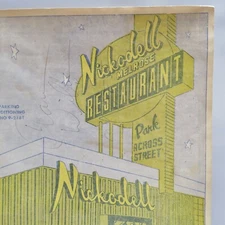 Nickodell
MELROSE
RESTAURANT
Park
ACROSS
STREET
Nickodell